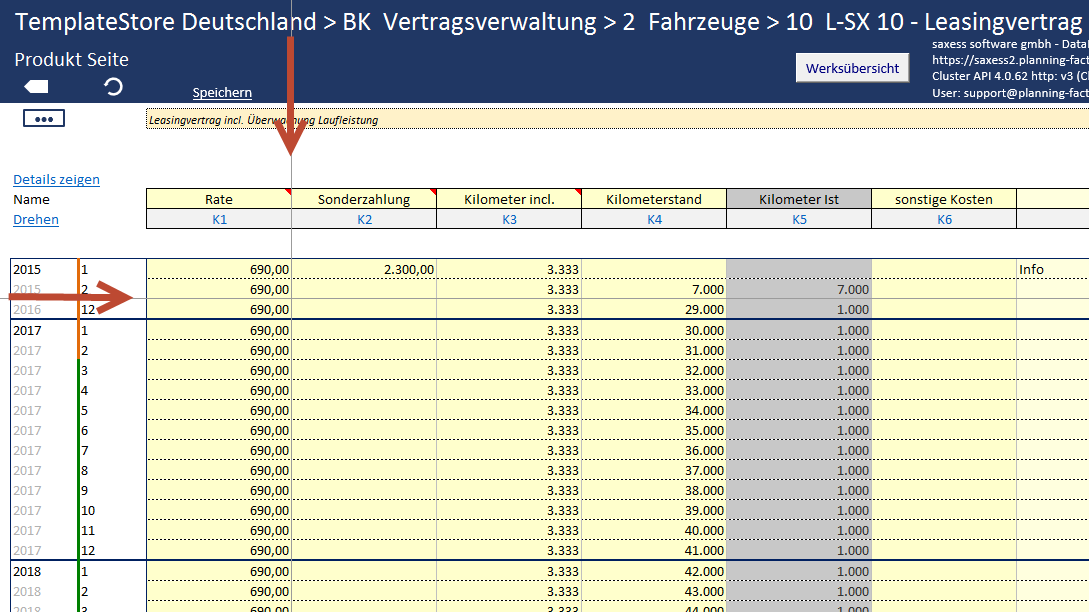 TemplateStore Deutschland > BK Vertragsverwaltung > 2 Fahrzeuge > 10 L-SX 10 - Leasingvertrag
Produkt Seite
Speichern
Werksübersicht
saxess software gmbh - Data
https://saxess2.planning-fact
Cluster API 4.0.62 http: v3 (Cl
User: support@planning-fact
•••
Leasingvertrag incl. Überwachung Laufleistung
Details zeigen
Name Rate Sonderzahlung Kilometer incl. Kilometerstand Kilometer Ist sonstige Kosten
Drehen K1 K2 K3 K4 K5 K6
2015 1 690,00 2.300,00 3.333 Info
2015 2 690,00 3.333 7.000 7.000
2016 12 690,00 3.333 29.000 1.000
2017 1 690,00 3.333 30.000 1.000
2017 2 690,00 3.333 31.000 1.000
2017 3 690,00 3.333 32.000 1.000
2017 4 690,00 3.333 33.000 1.000
2017 5 690,00 3.333 34.000 1.000
2017 6 690,00 3.333 35.000 1.000
2017 7 690,00 3.333 36.000 1.000
2017 8 690,00 3.333 37.000 1.000
2017 9 690,00 3.333 38.000 1.000
2017 10 690,00 3.333 39.000 1.000
2017 11 690,00 3.333 40.000 1.000
2017 12 690,00 3.333 41.000 1.000
2018 1 690,00 3.333 42.000 1.000
2018 2 690,00 3.333 43.000 1.000
2018 3 690,00 3.333 44.000 1.000